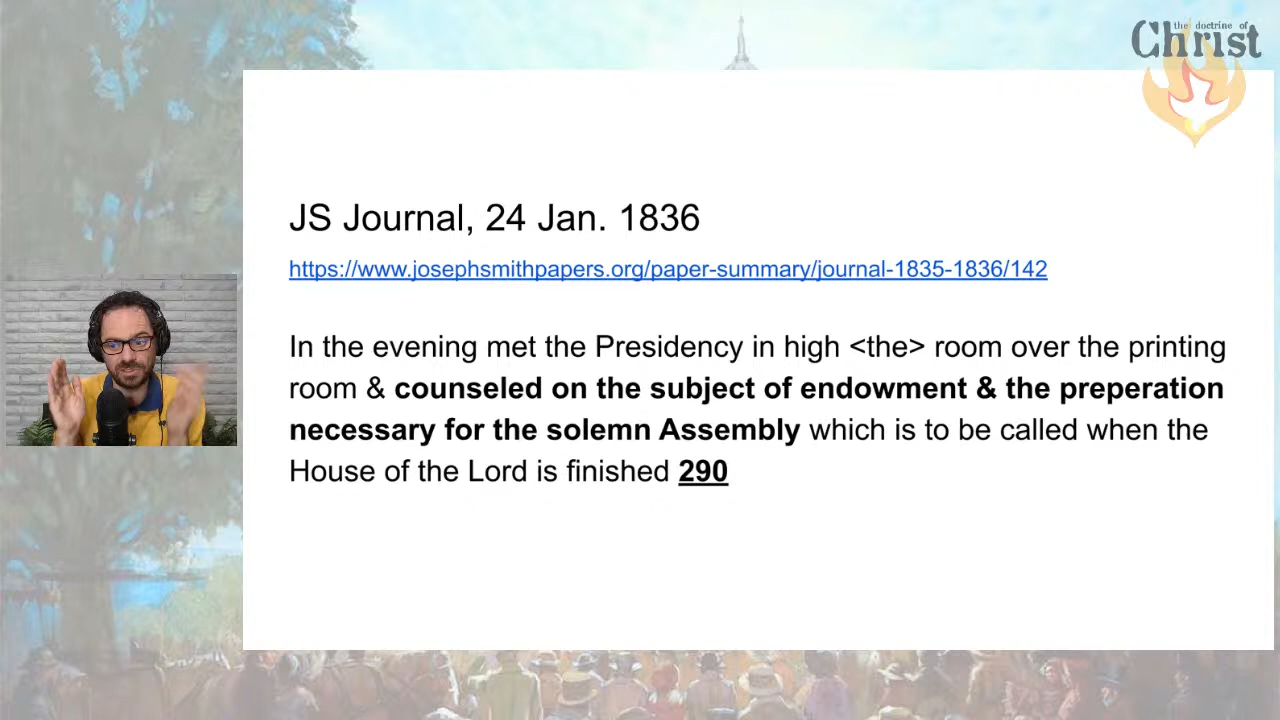 the doctrine of
Christ
JS Journal, 24 Jan. 1836
https://www.josephsmithpapers.org/paper-summary/journal-1835-1836/142
In the evening met the Presidency in high <the> room over the printing
room & counseled on the subject of endowment & the preperation
necessary for the solemn Assembly which is to be called when the
House of the Lord is finished 290